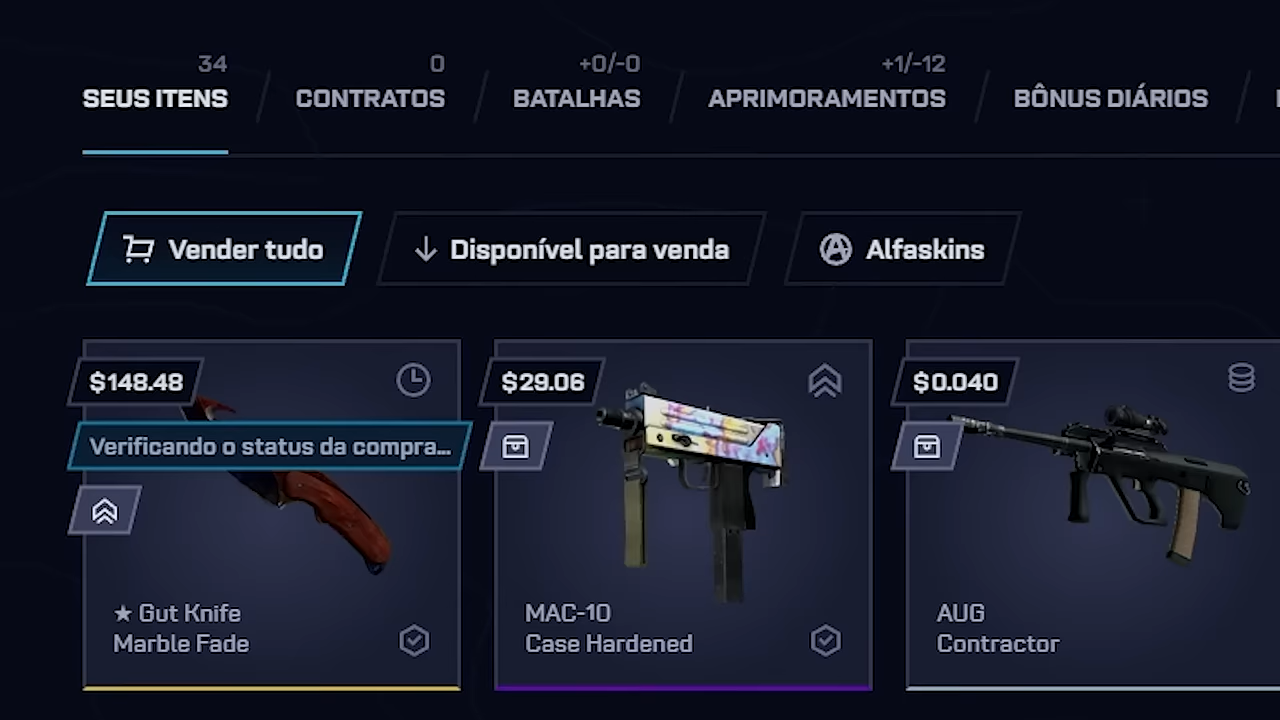 34
0
+0/-0
+1/-12
SEUS ITENS
CONTRATOS
BATALHAS
APRIMORAMENTOS
BÔNUS DIÁRIOS
Vender tudo
Disponível para venda
Alfaskins
$148.48
$29.06
$0.040
Verificando o status da compra...
★ Gut Knife
Marble Fade
MAC-10
Case Hardened
AUG
Contractor